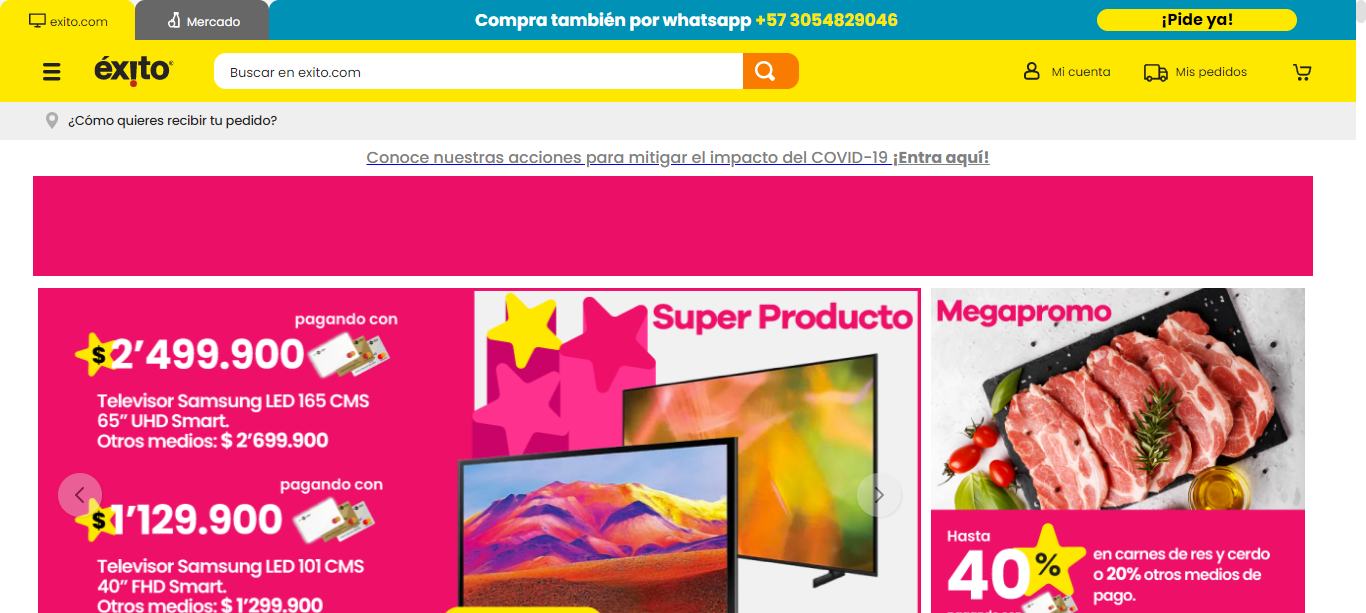 exito.com
Mercado
Compra también por whatsapp +57 3054829046
¡Pide ya!
éxito
Buscar en exito.com
Mi cuenta
Mis pedidos
¿Cómo quieres recibir tu pedido?
Conoce nuestras acciones para mitigar el impacto del COVID-19 ¡Entra aquí!
pagando con
$2'499.900
Televisor Samsung LED 165 CMS
65" UHD Smart.
Otros medios: $ 2'699.900
pagando con
$1'129.900
Televisor Samsung LED 101 CMS
40" FHD Smart.
Otros medios: $ 1'299.900
Super Producto
Megapromo
Hasta
40%
en carnes de res y cerdo
o 20% otros medios de
pago.